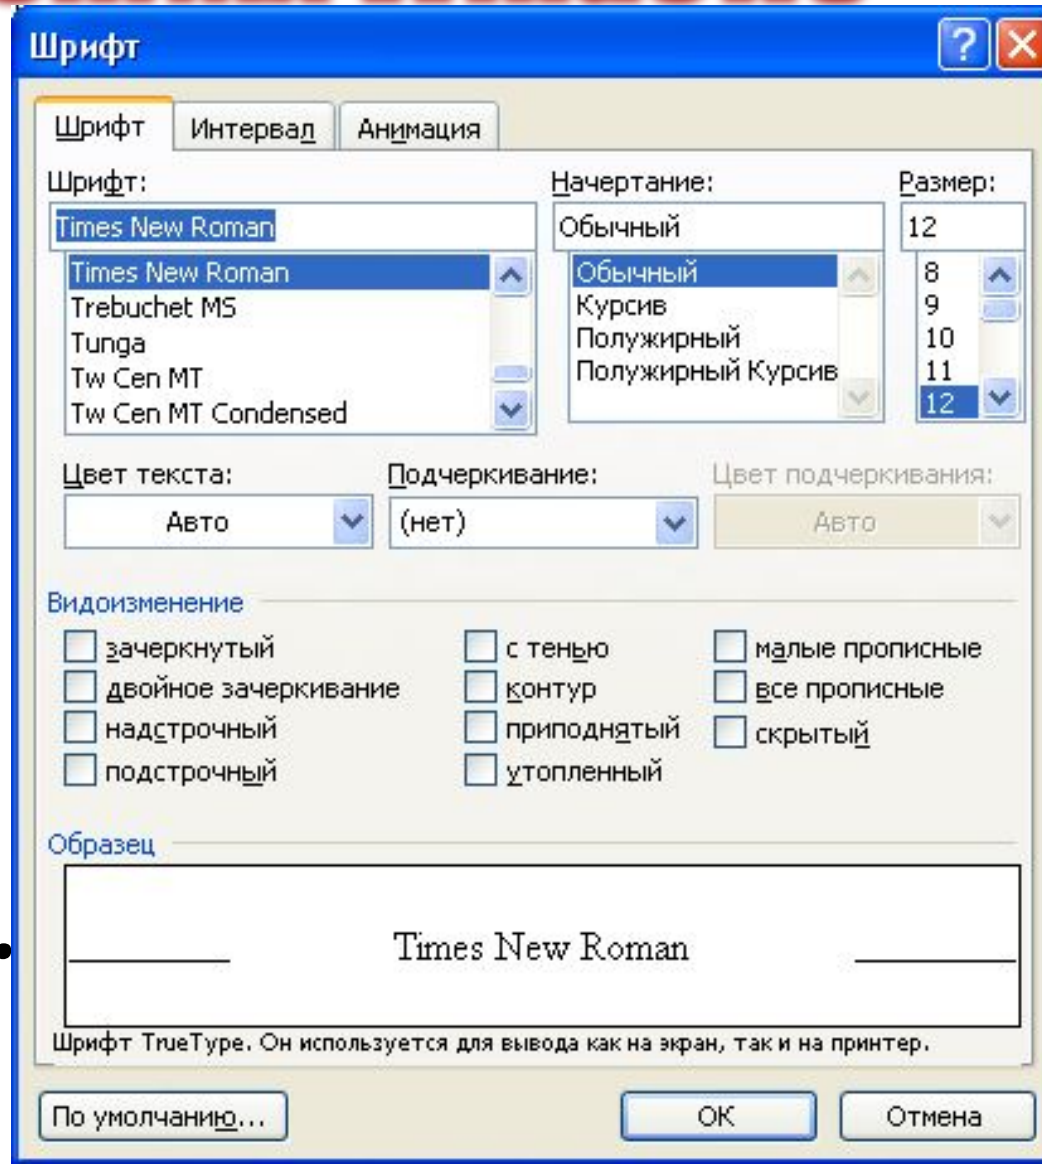 Шрифт
Шрифт Интервал Анимация
Шрифт: Начертание: Размер:
Times New Roman Обычный 12
Times New Roman Обычный 8
Trebuchet MS Курсив 9
Tunga Полужирный 10
Tw Cen MT Полужирный Курсив 11
Tw Cen MT Condensed 12
Цвет текста: Подчеркивание: Цвет подчеркивания:
Авто (нет) Авто
Видоизменение
зачеркнутый с тенью малые прописные
двойное зачеркивание контур все прописные
надстрочный приподнятый скрытый
подстрочный утопленный
Образец
Times New Roman
Шрифт TrueType. Он используется для вывода как на экран, так и на принтер.
По умолчанию... ОК Отмена